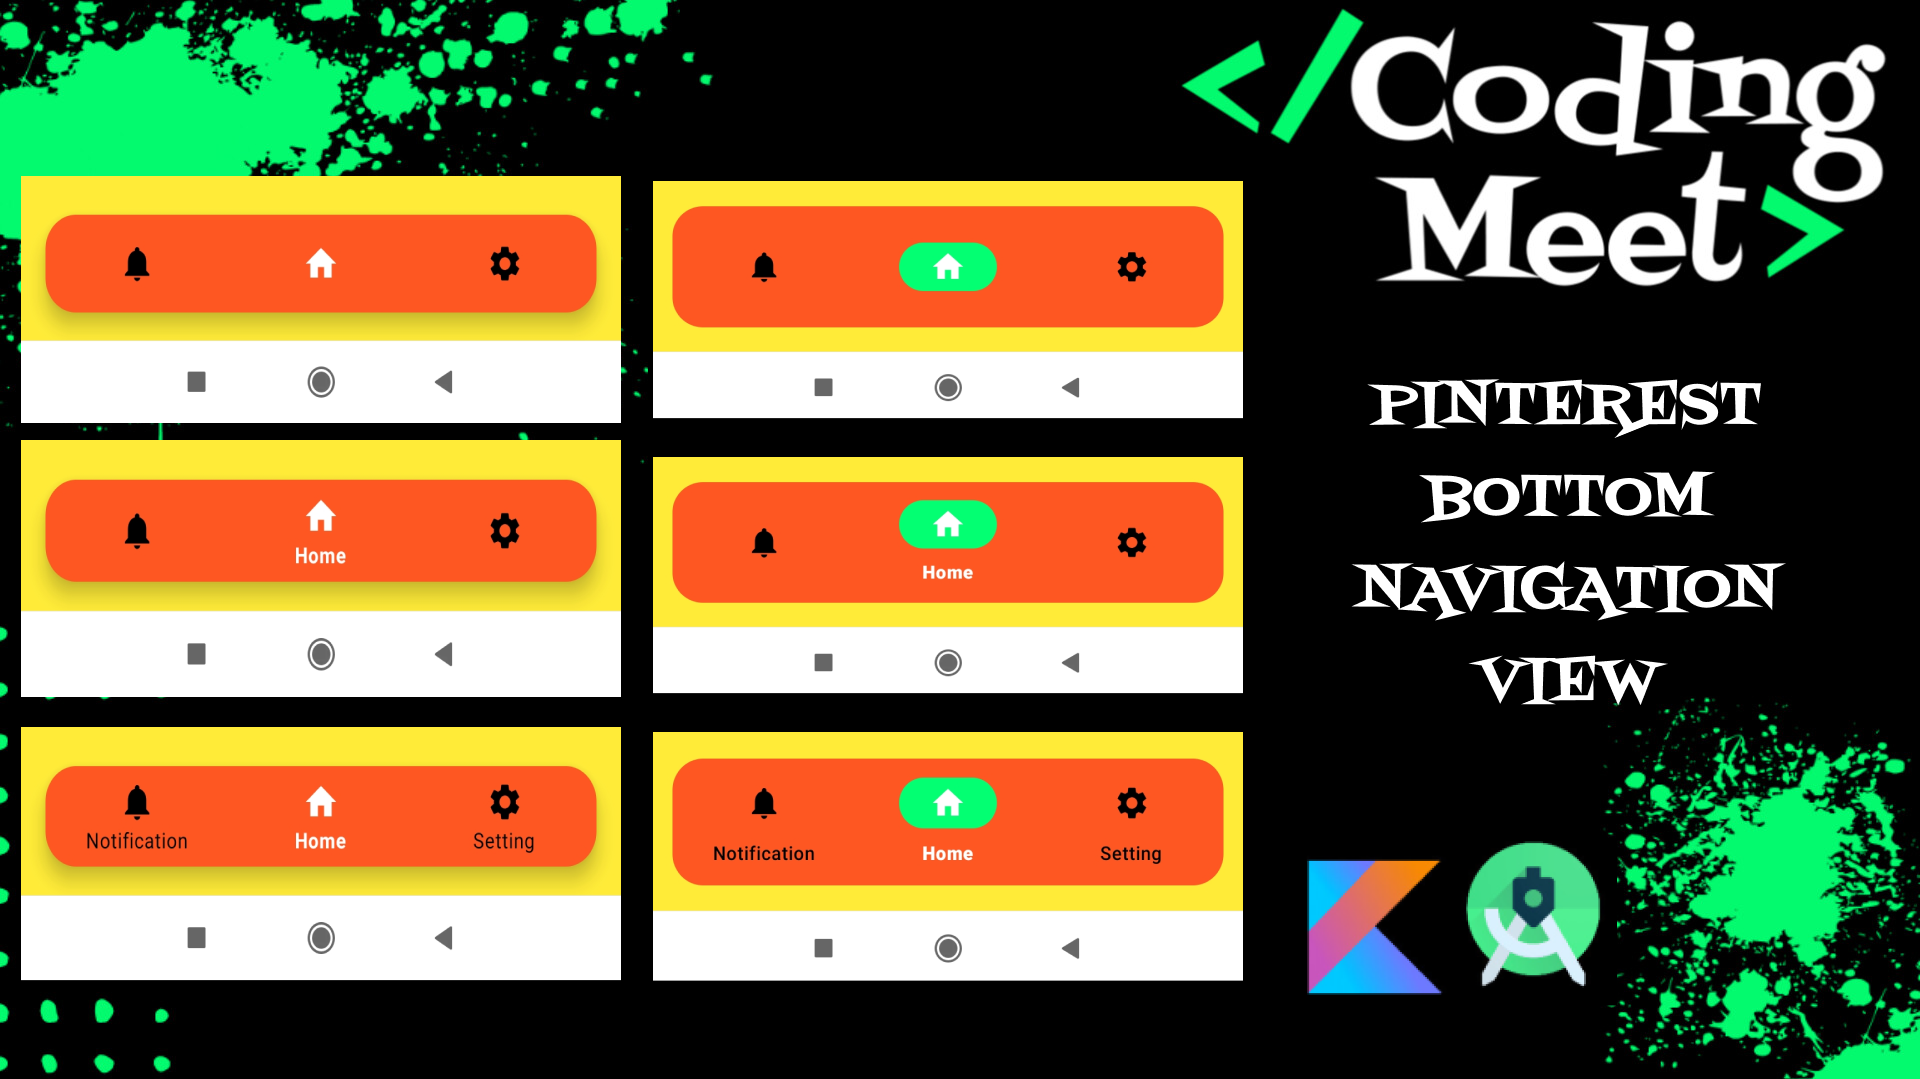 </Coding
Meet>
PINTEREST
BOTTOM
NAVIGATION
VIEW
Home
Home
Notification Home Setting
Notification Home Setting